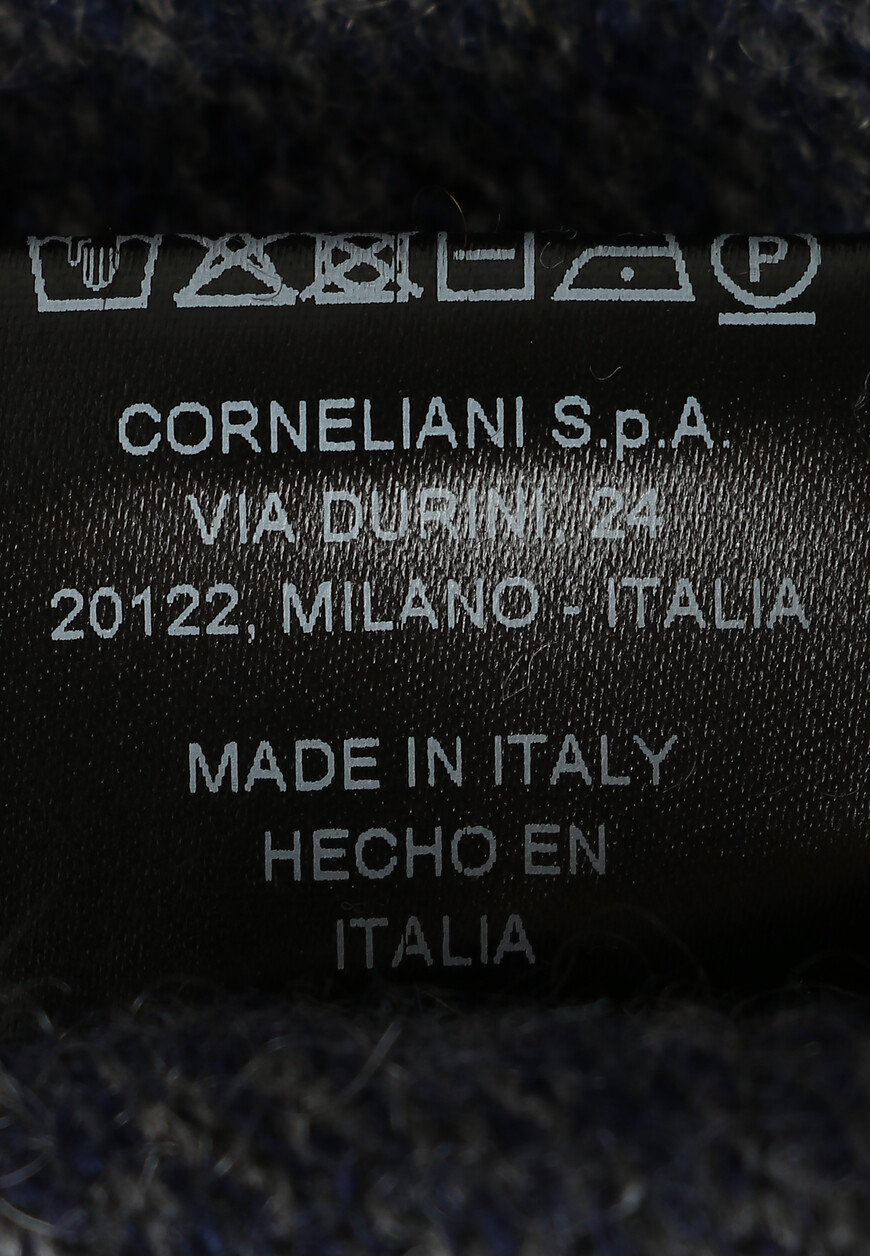 P
CORNELIANI S.p.A.
VIA DURINI, 24
20122, MILANO - ITALIA
MADE IN ITALY
HECHO EN
ITALIA